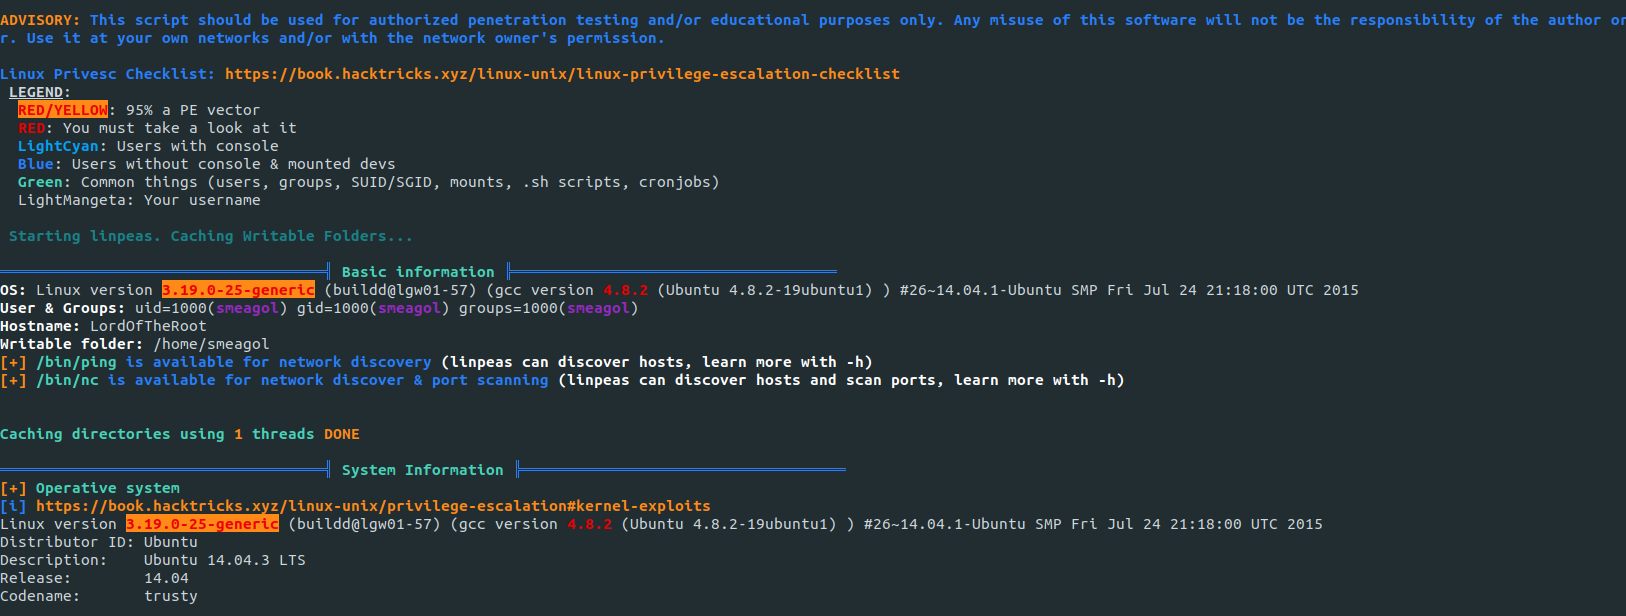 ADVISORY: This script should be used for authorized penetration testing and/or educational purposes only. Any misuse of this software will not be the responsibility of the author or
r. Use it at your own networks and/or with the network owner's permission.
Linux Privesc Checklist: https://book.hacktricks.xyz/linux-unix/linux-privilege-escalation-checklist
LEGEND:
RED/YELLOW: 95% a PE vector
RED: You must take a look at it
LightCyan: Users with console
Blue: Users without console & mounted devs
Green: Common things (users, groups, SUID/SGID, mounts, .sh scripts, cronjobs)
LightMangeta: Your username
Starting linpeas. Caching Writable Folders...
Basic information
OS: Linux version 3.19.0-25-generic (buildd@lgw01-57) (gcc version 4.8.2 (Ubuntu 4.8.2-19ubuntu1) ) #26~14.04.1-Ubuntu SMP Fri Jul 24 21:18:00 UTC 2015
User & Groups: uid=1000(smeagol) gid=1000(smeagol) groups=1000(smeagol)
Hostname: LordOfTheRoot
Writable folder: /home/smeagol
[+] /bin/ping is available for network discovery (linpeas can discover hosts, learn more with -h)
[+] /bin/nc is available for network discover & port scanning (linpeas can discover hosts and scan ports, learn more with -h)
Caching directories using 1 threads DONE
System Information
[+] Operative system
[i] https://book.hacktricks.xyz/linux-unix/privilege-escalation#kernel-exploits
Linux version 3.19.0-25-generic (buildd@lgw01-57) (gcc version 4.8.2 (Ubuntu 4.8.2-19ubuntu1) ) #26~14.04.1-Ubuntu SMP Fri Jul 24 21:18:00 UTC 2015
Distributor ID: Ubuntu
Description: Ubuntu 14.04.3 LTS
Release: 14.04
Codename: trusty